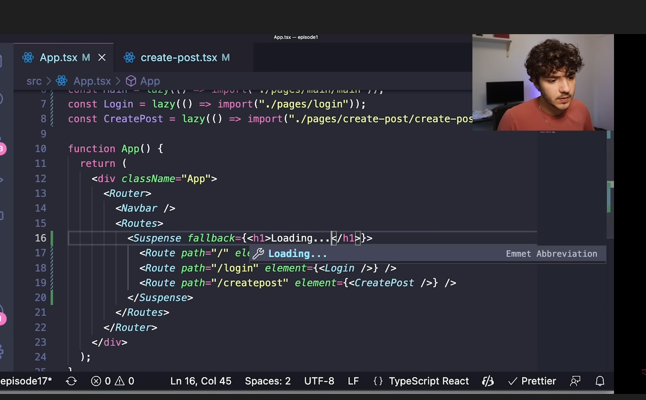 App.tsx — episode1
App.tsx M
create-post.tsx M
src > App.tsx > App
const Main = lazy(() => import("./pages/main/main"));
7 const Login = lazy(() => import("./pages/login"));
8 const CreatePost = lazy(() => import("./pages/create-post/create-pos
9
10 function App() {
11 return (
12 <div className="App">
13 <Router>
14 <Navbar />
15 <Routes>
16 <Suspense fallback={<h1>Loading...</h1>}>
17 <Route path="/" ele
Loading... Emmet Abbreviation
18 <Route path="/login" element={<Login />} />
19 <Route path="/createpost" element={<CreatePost />} />
20 </Suspense>
21 </Routes>
22 </Router>
23 </div>
24 );
25 }
episode17* 0 0 Ln 16, Col 45 Spaces: 2 UTF-8 LF {} TypeScript React Prettier